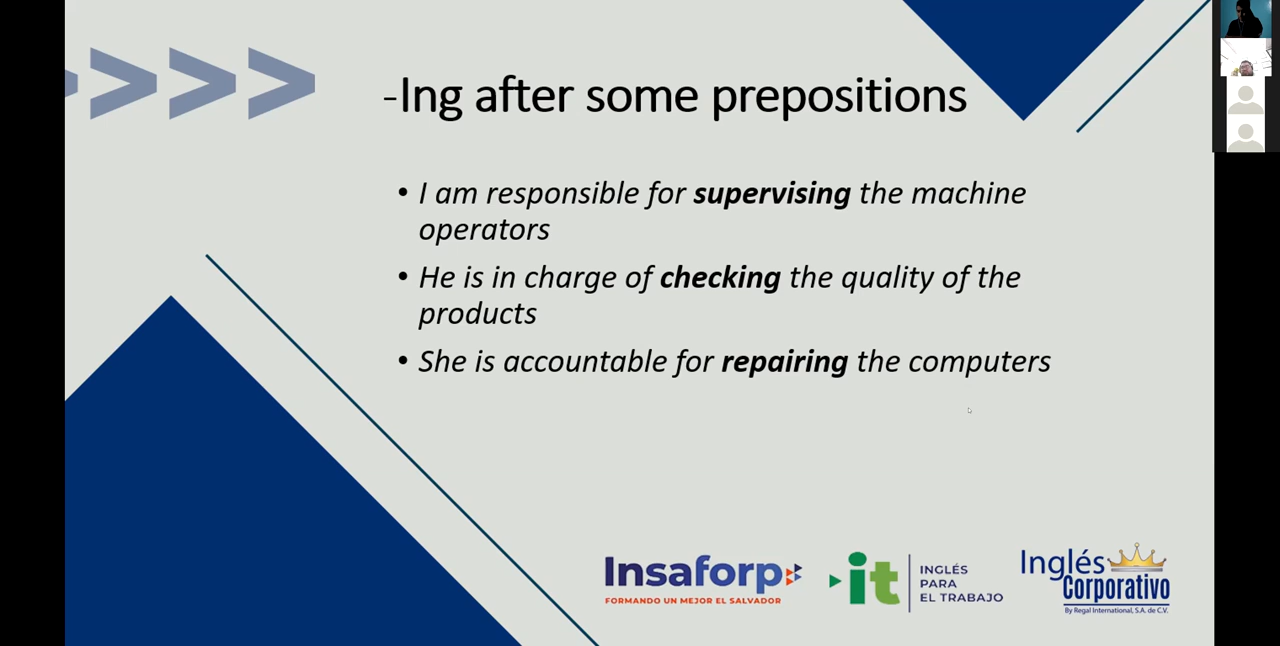 -Ing after some prepositions
• I am responsible for supervising the machine
operators
• He is in charge of checking the quality of the
products
• She is accountable for repairing the computers
Insaforp
FORMANDO UN MEJOR EL SALVADOR
it
INGLÉS
PARA
EL TRABAJO
Inglés
Corporativo
By Regal International, S.A. de C.V.